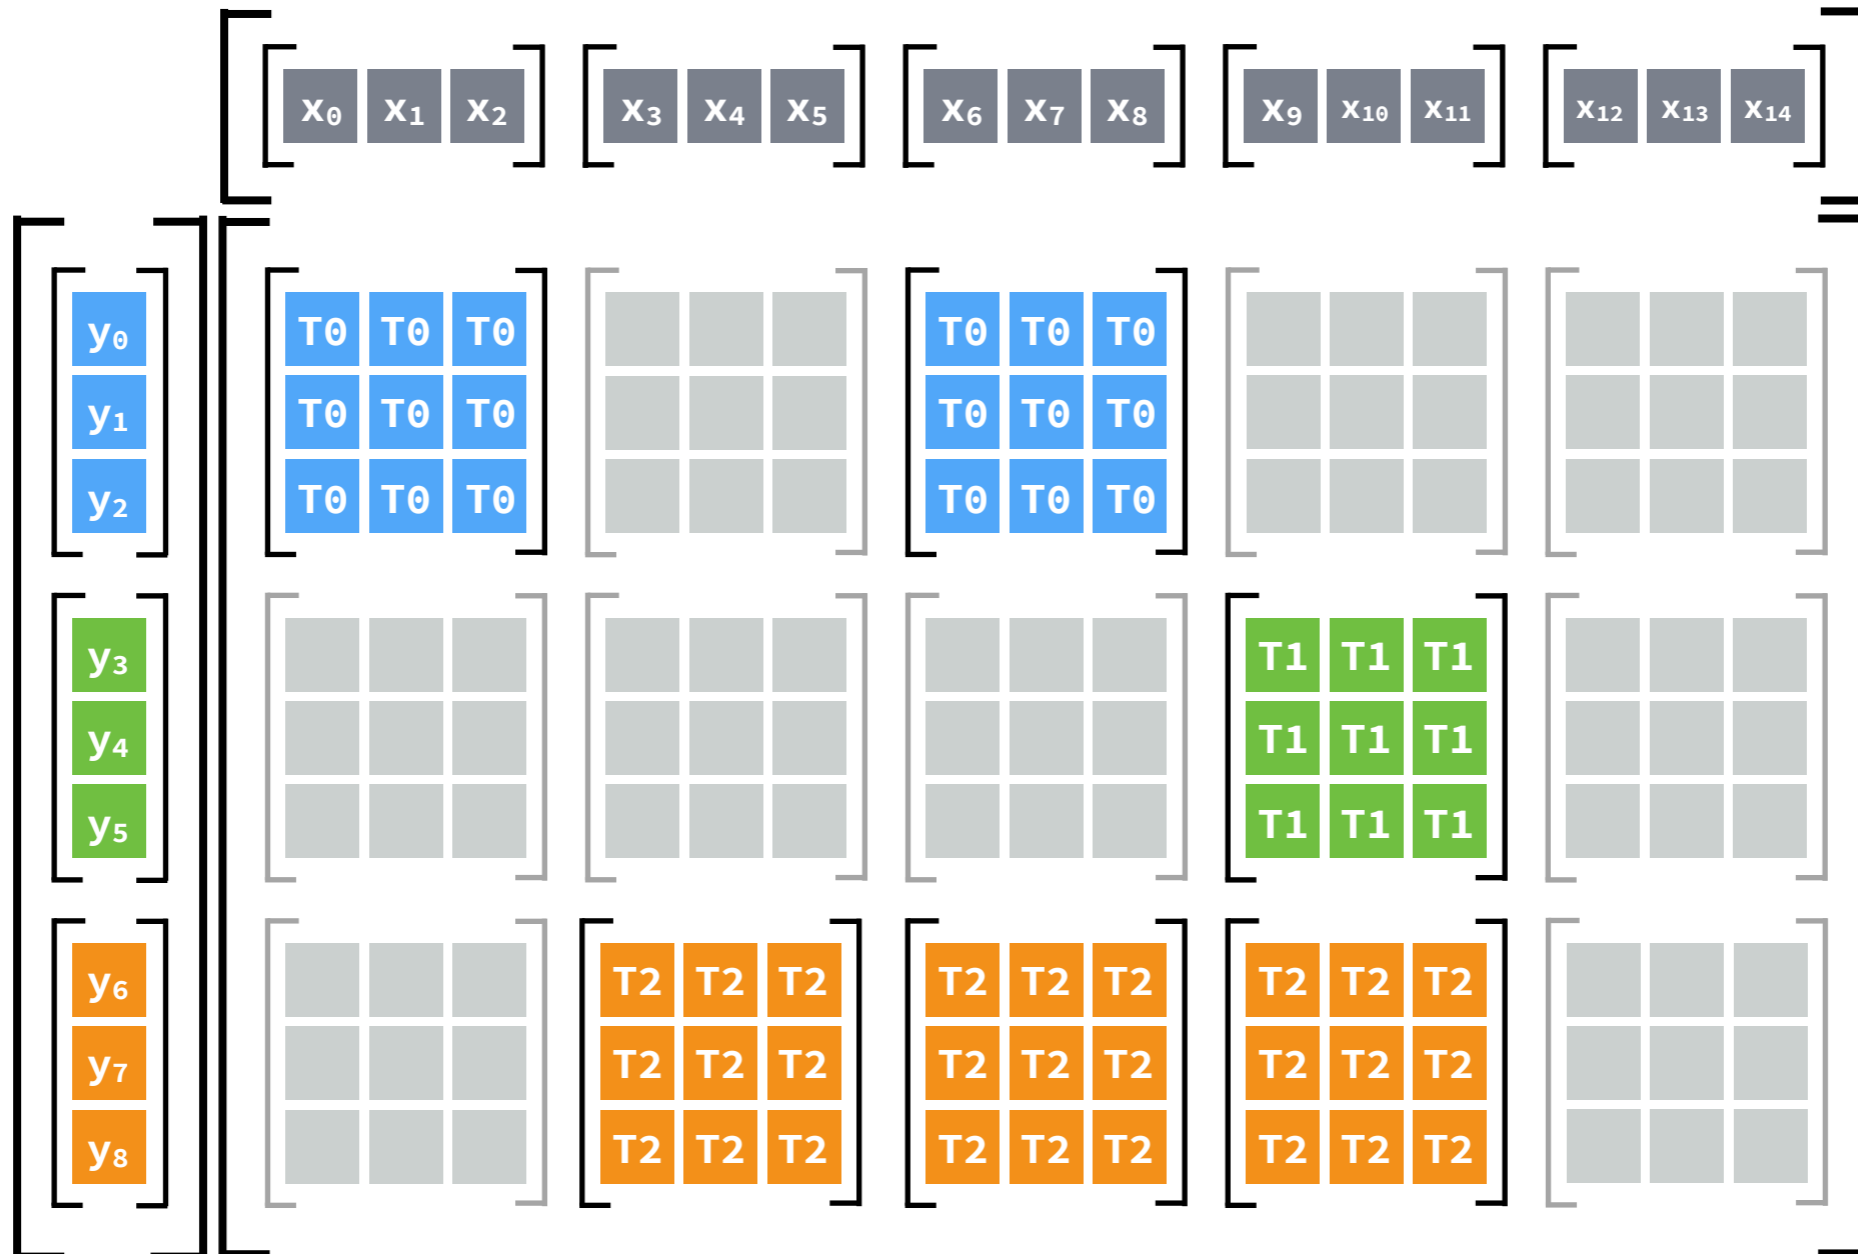 x₀ x₁ x₂ x₃ x₄ x₅ x₆ x₇ x₈ x₉ x₁₀ x₁₁ x₁₂ x₁₃ x₁₄
y₀ T0 T0 T0 T0 T0 T0
y₁ T0 T0 T0 T0 T0 T0
y₂ T0 T0 T0 T0 T0 T0
y₃ T1 T1 T1
y₄ T1 T1 T1
y₅ T1 T1 T1
y₆ T2 T2 T2 T2 T2 T2 T2 T2 T2
y₇ T2 T2 T2 T2 T2 T2 T2 T2 T2
y₈ T2 T2 T2 T2 T2 T2 T2 T2 T2